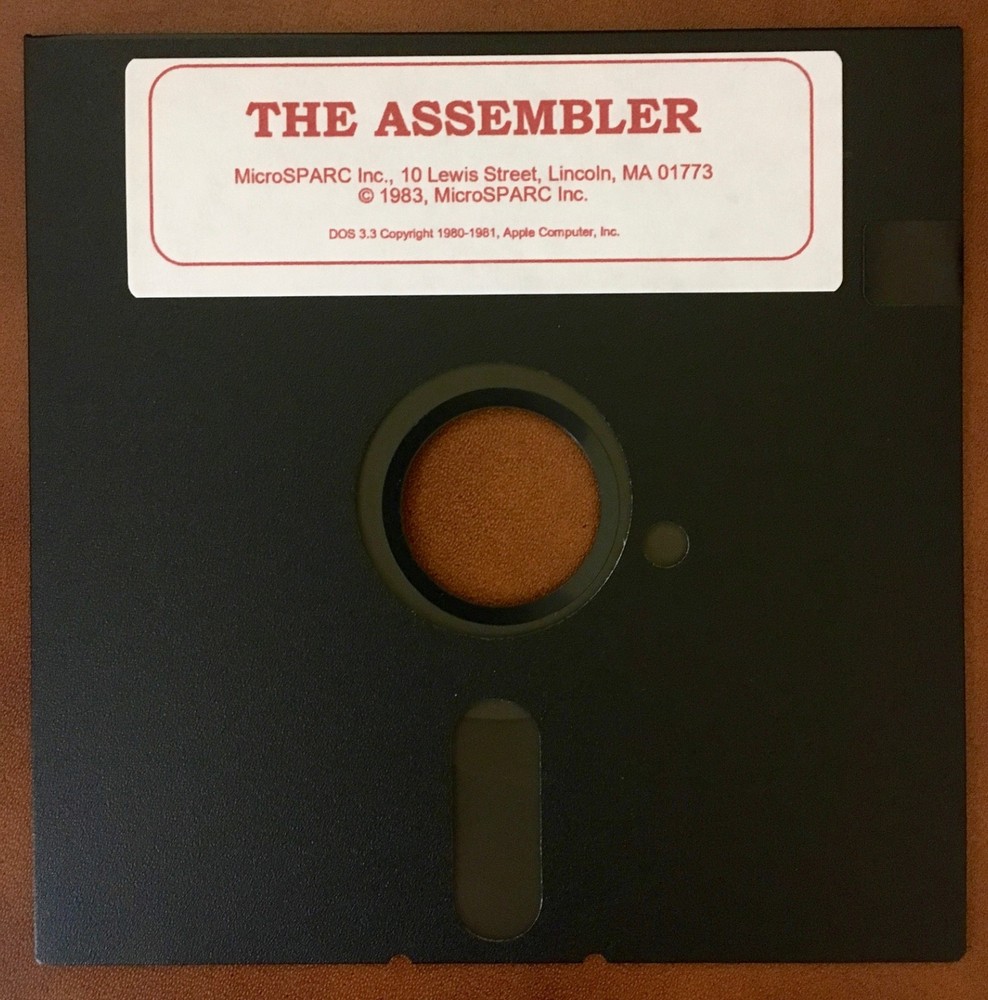 THE ASSEMBLER
MicroSPARC Inc., 10 Lewis Street, Lincoln, MA 01773
© 1983, MicroSPARC Inc.
DOS 3.3 Copyright 1980-1981, Apple Computer, Inc.